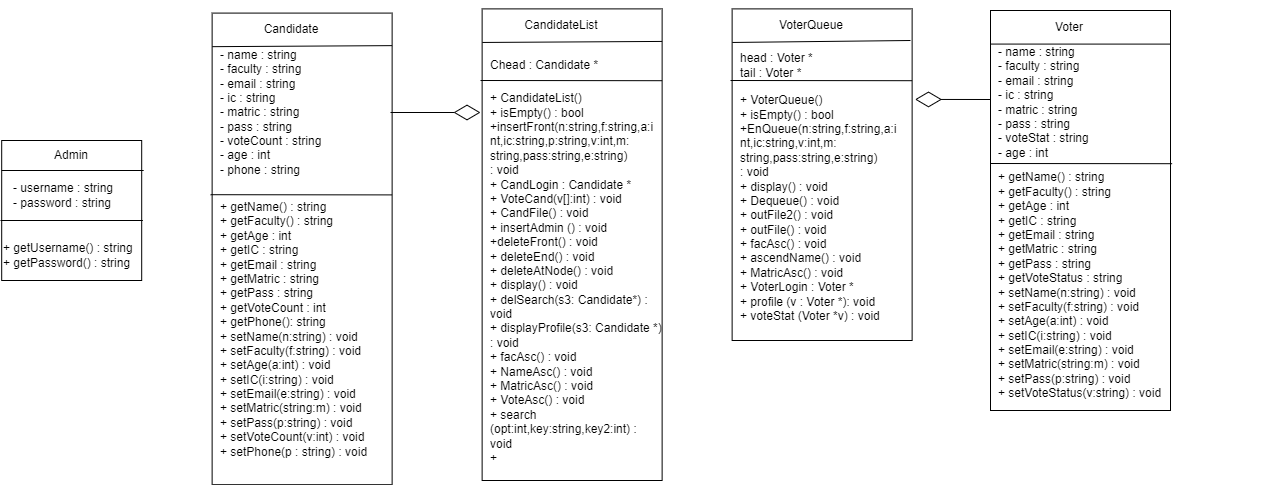 Admin
- username : string
- password : string
+ getUsername() : string
+ getPassword() : string
Candidate
- name : string
- faculty : string
- email : string
- ic : string
- matric : string
- pass : string
- voteCount : string
- age : int
- phone : string
+ getName() : string
+ getFaculty() : string
+ getAge : int
+ getIC : string
+ getEmail : string
+ getMatric : string
+ getPass : string
+ getVoteCount : int
+ getPhone(): string
+ setName(n:string) : void
+ setFaculty(f:string) : void
+ setAge(a:int) : void
+ setIC(i:string) : void
+ setEmail(e:string) : void
+ setMatric(string:m) : void
+ setPass(p:string) : void
+ setVoteCount(v:int) : void
+ setPhone(p : string) : void
CandidateList
Chead : Candidate *
+ CandidateList()
+ isEmpty() : bool
+insertFront(n:string,f:string,a:i
nt,ic:string,p:string,v:int,m:
string,pass:string,e:string)
: void
+ CandLogin : Candidate *
+ VoteCand(v[]:int) : void
+ CandFile() : void
+ insertAdmin () : void
+deleteFront() : void
+ deleteEnd() : void
+ deleteAtNode() : void
+ display() : void
+ delSearch(s3: Candidate*) :
void
+ displayProfile(s3: Candidate *)
: void
+ facAsc() : void
+ NameAsc() : void
+ MatricAsc() : void
+ VoteAsc() : void
+ search
(opt:int,key:string,key2:int) :
void
+
VoterQueue
head : Voter *
tail : Voter *
+ VoterQueue()
+ isEmpty() : bool
+EnQueue(n:string,f:string,a:i
nt,ic:string,v:int,m:
string,pass:string,e:string)
: void
+ display() : void
+ Dequeue() : void
+ outFile2() : void
+ outFile() : void
+ facAsc() : void
+ ascendName() : void
+ MatricAsc() : void
+ VoterLogin : Voter *
+ profile (v : Voter *): void
+ voteStat (Voter *v) : void
Voter
- name : string
- faculty : string
- email : string
- ic : string
- matric : string
- pass : string
- voteStat : string
- age : int
+ getName() : string
+ getFaculty() : string
+ getAge : int
+ getIC : string
+ getEmail : string
+ getMatric : string
+ getPass : string
+ getVoteStatus : string
+ setName(n:string) : void
+ setFaculty(f:string) : void
+ setAge(a:int) : void
+ setIC(i:string) : void
+ setEmail(e:string) : void
+ setMatric(string:m) : void
+ setPass(p:string) : void
+ setVoteStatus(v:string) : void